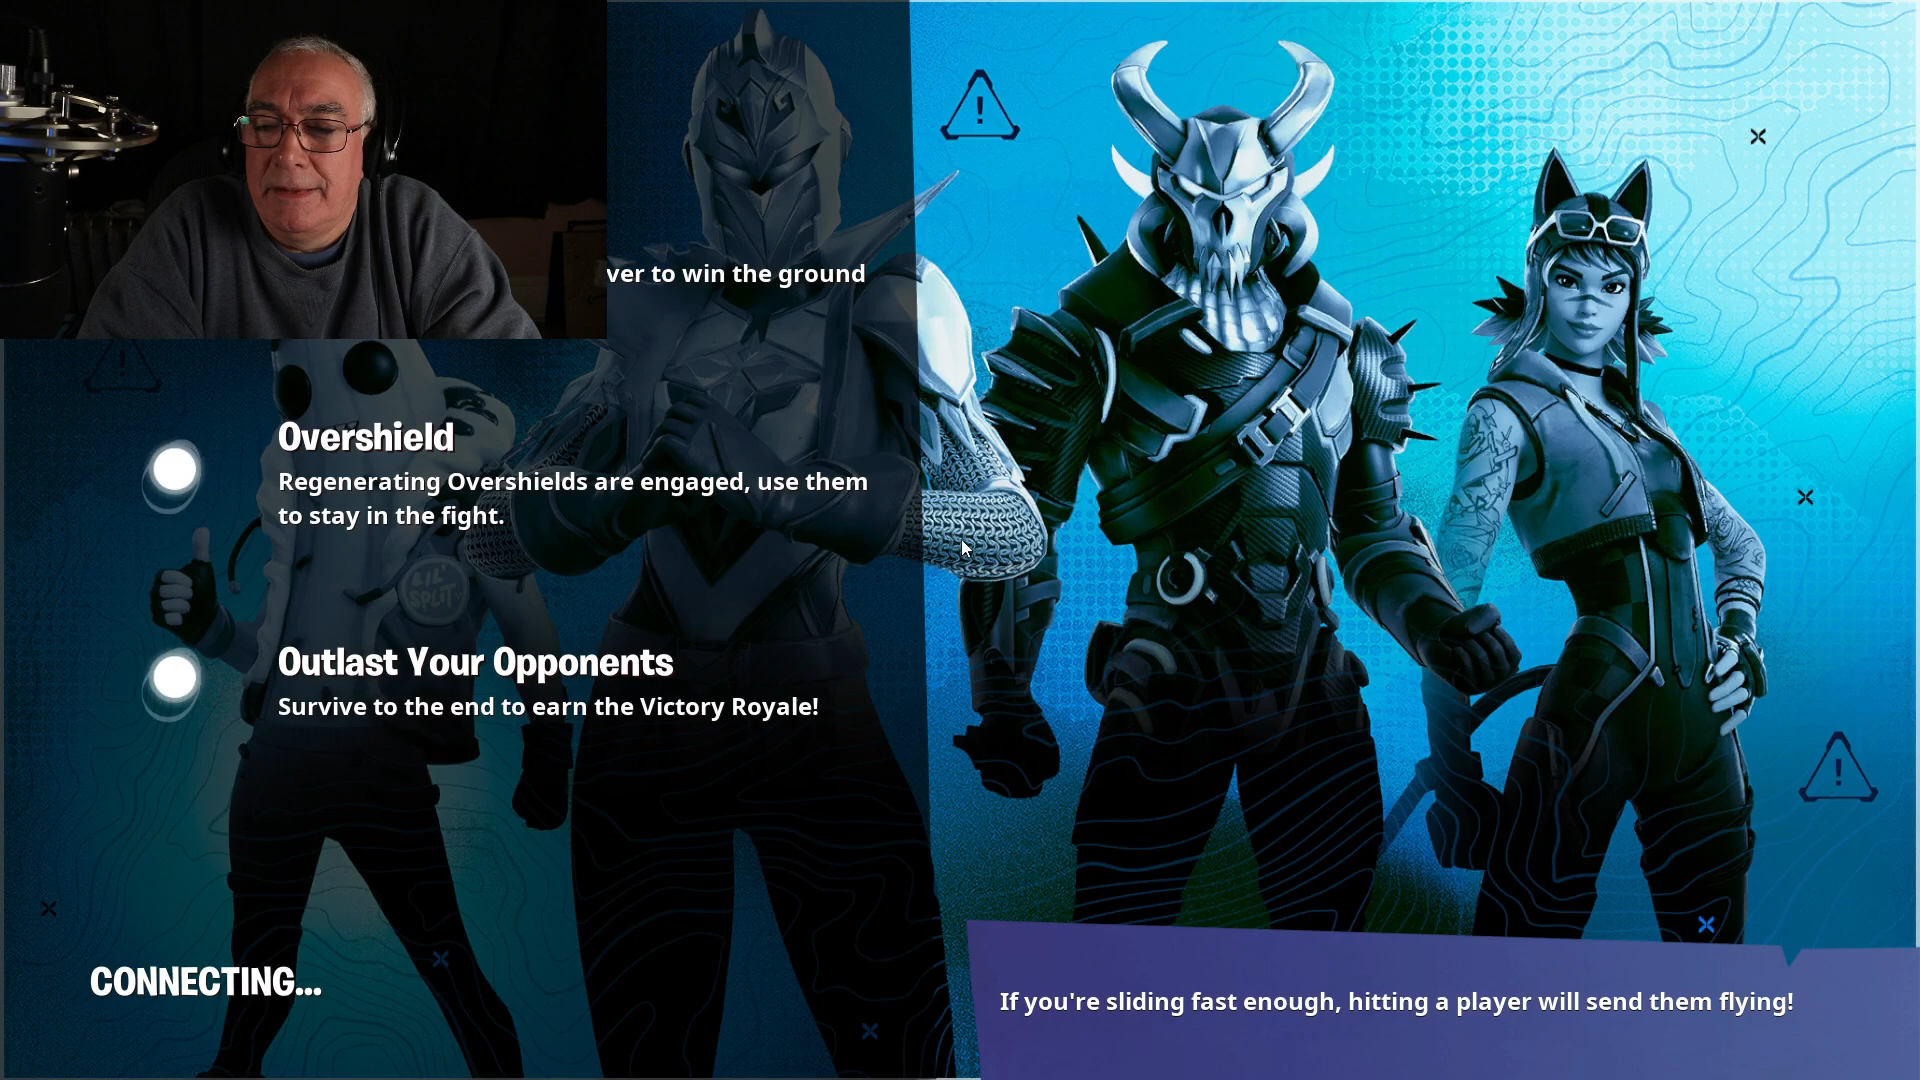 ver to win the ground
Overshield
Regenerating Overshields are engaged, use them
to stay in the fight.
LIL'
SPLIT
Outlast Your Opponents
Survive to the end to earn the Victory Royale!
CONNECTING...
If you're sliding fast enough, hitting a player will send them flying!